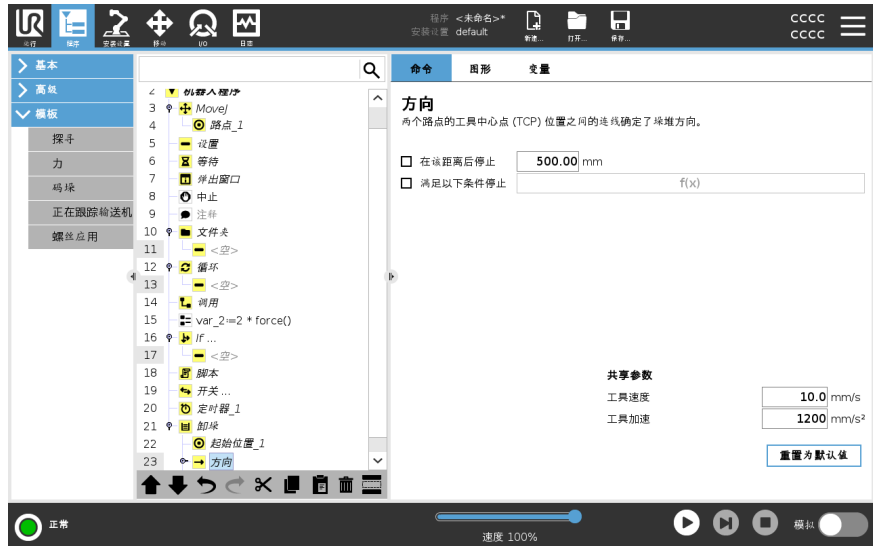 UR
程序 <未命名>*
安装设置 default
运行 程序 安装设置 移动 I/O 日志 新建... 打开... 保存...
cccc
cccc
基本
高级
模板
探寻
力
码垛
正在跟踪输送机
螺丝应用
2 机器人程序
3 MoveJ
4 路点_1
5 设置
6 等待
7 弹出窗口
8 中止
9 注释
10 文件夹
11 <空>
12 循环
13 <空>
14 调用
15 var_2:=2 * force()
16 If ...
17 <空>
18 脚本
19 开关 ...
20 定时器_1
21 卸垛
22 起始位置_1
23 方向
命令 图形 变量
方向
两个路点的工具中心点 (TCP) 位置之间的连线确定了垛堆方向。
在该距离后停止 500.00 mm
满足以下条件停止 f(x)
共享参数
工具速度 10.0 mm/s
工具加速 1200 mm/s²
重置为默认值
正常
速度 100%
模拟